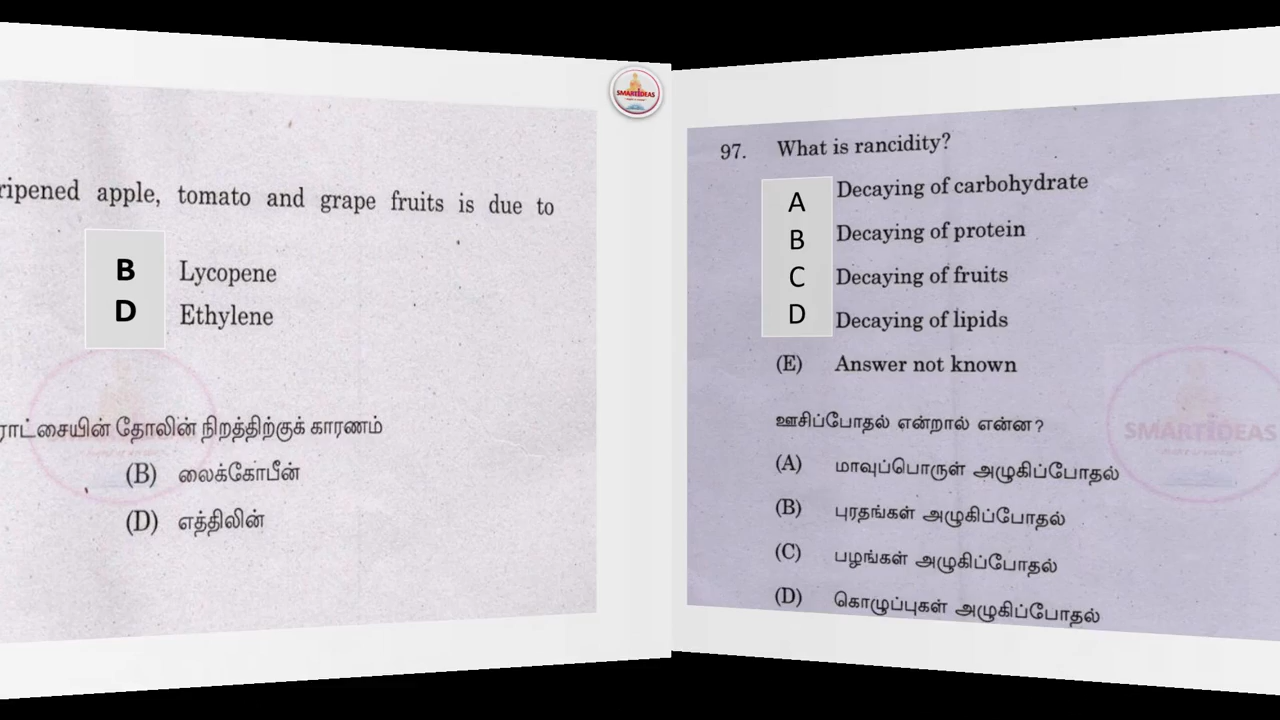 ripened apple, tomato and grape fruits is due to
B Lycopene
D Ethylene
தோலின் நிறத்திற்குக் காரணம்
(B) லைக்கோபீன்
(D) எத்திலின்
SMARTIDEAS
97. What is rancidity?
A Decaying of carbohydrate
B Decaying of protein
C Decaying of fruits
D Decaying of lipids
(E) Answer not known
ஊசிப்போதல் என்றால் என்ன?
(A) மாவுப்பொருள் அழுகிப்போதல்
(B) புரதங்கள் அழுகிப்போதல்
(C) பழங்கள் அழுகிப்போதல்
(D) கொழுப்புகள் அழுகிப்போதல்
SMARTIDEAS